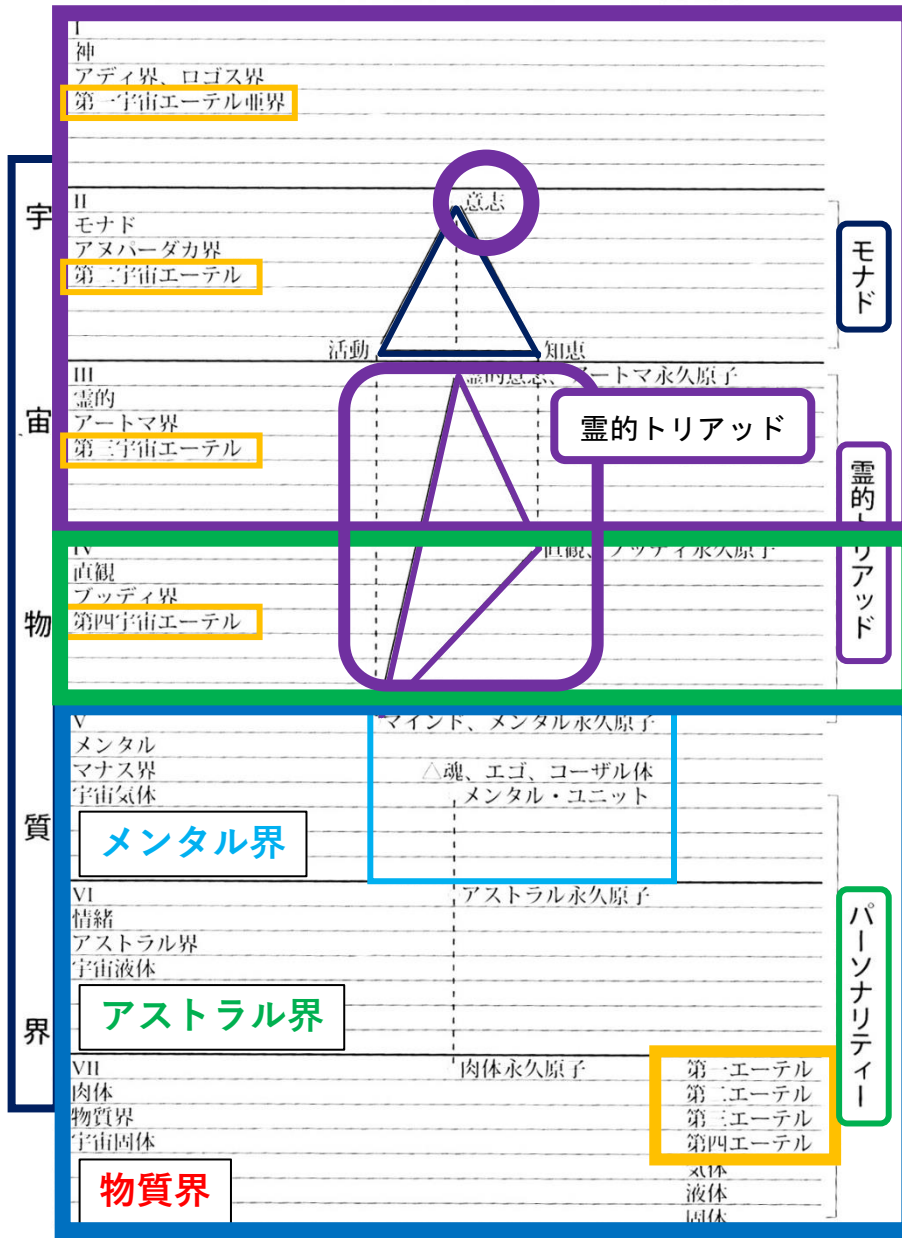 I
神
アディ界、ロゴス界
第一宇宙エーテル亜界
宇宙物質界
II
意志
モナド
アヌパーダカ界
第二宇宙エーテル
モナド
活動
知恵
III
霊的意志、アートマ永久原子
霊的
アートマ界
第三宇宙エーテル
霊的トリアッド
霊的トリアッド
IV
直観、ブッディ永久原子
直観
ブッディ界
第四宇宙エーテル
V
マインド、メンタル永久原子
メンタル
マナス界
△魂、エゴ、コーザル体
宇宙気体
メンタル・ユニット
メンタル界
VI
アストラル永久原子
情緒
アストラル界
宇宙液体
アストラル界
パーソナリティー
VII
肉体永久原子
第一エーテル
肉体
第二エーテル
物質界
第三エーテル
宇宙固体
第四エーテル
気体
物質界
液体
固体